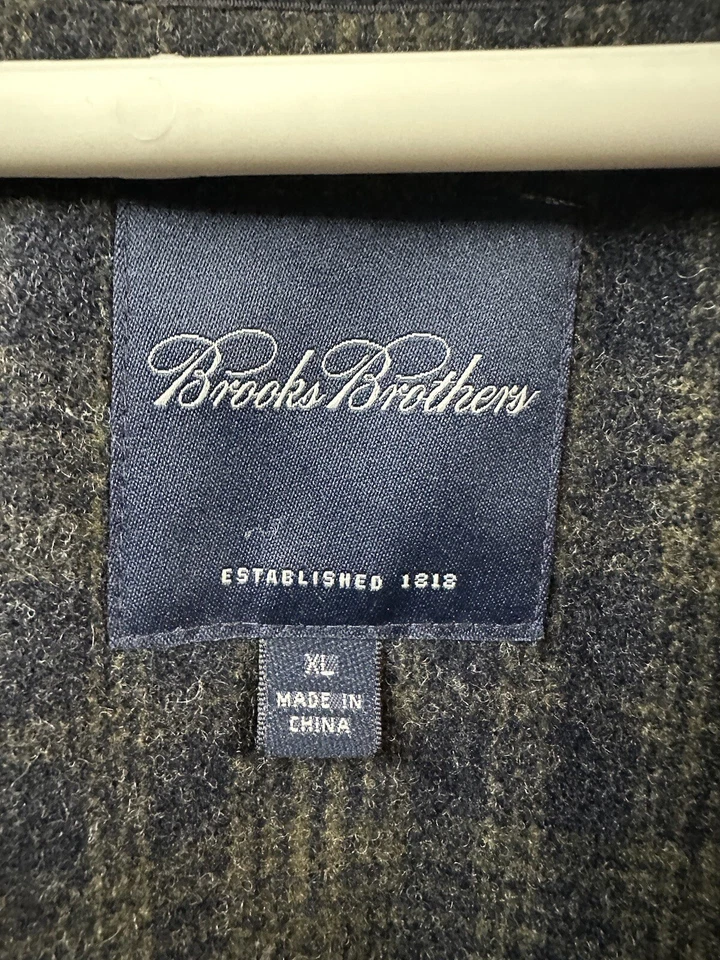 Brooks Brothers
ESTABLISHED 1818
XL
MADE IN
CHINA